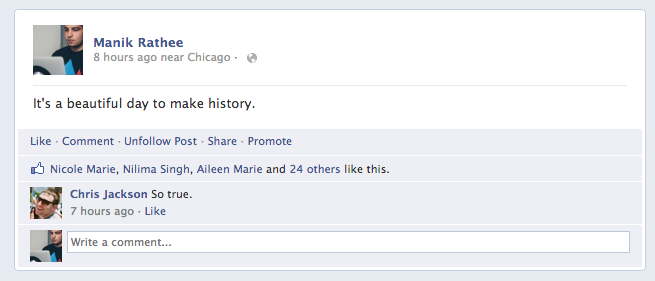 Manik Rathee
8 hours ago near Chicago ·
It's a beautiful day to make history.
Like · Comment · Unfollow Post · Share · Promote
Nicole Marie, Nilima Singh, Aileen Marie and 24 others like this.
Chris Jackson So true.
7 hours ago · Like
Write a comment...